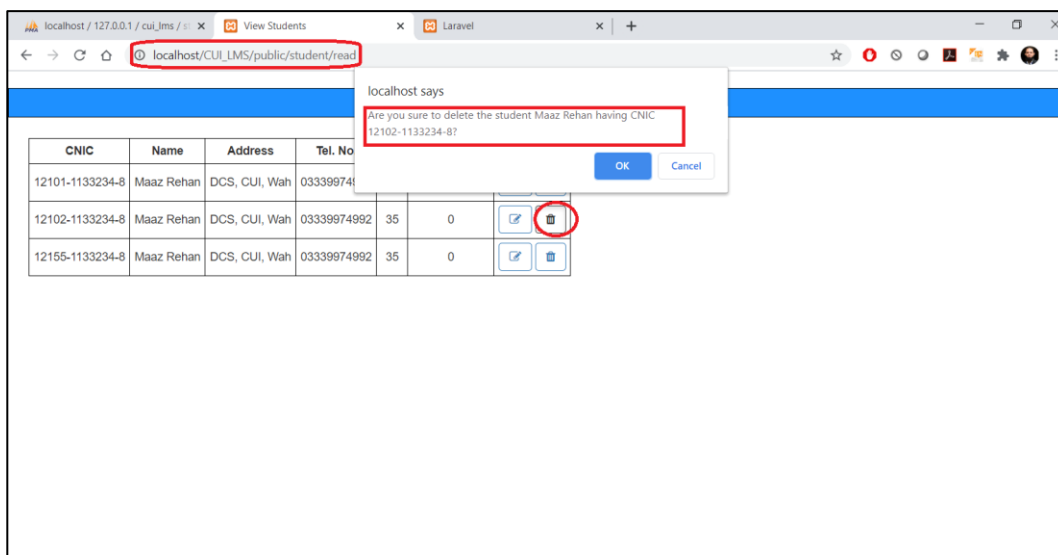 localhost / 127.0.0.1 / cui_lms / s
View Students
Laravel
localhost/CUI_LMS/public/student/read
localhost says
Are you sure to delete the student Maaz Rehan having CNIC
12102-1133234-8?
OK Cancel
CNIC Name Address Tel. No
12101-1133234-8 Maaz Rehan DCS, CUI, Wah 03339974
12102-1133234-8 Maaz Rehan DCS, CUI, Wah 03339974992 35 0
12155-1133234-8 Maaz Rehan DCS, CUI, Wah 03339974992 35 0